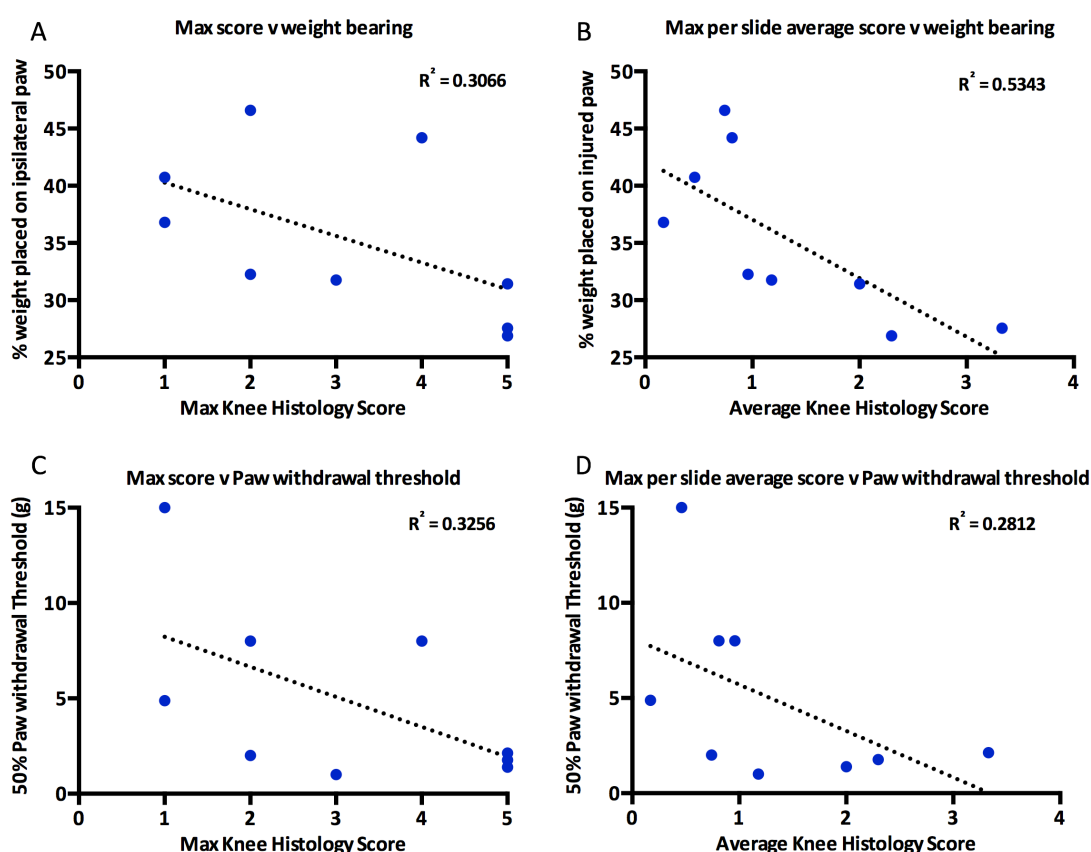 A
Max score v weight bearing
R² = 0.3066
% weight placed on ipsilateral paw
50
45
40
35
30
25
0 1 2 3 4 5
Max Knee Histology Score
B
Max per slide average score v weight bearing
R² = 0.5343
% weight placed on injured paw
50
45
40
35
30
25
0 1 2 3 4
Average Knee Histology Score
C
Max score v Paw withdrawal threshold
R² = 0.3256
50% Paw withdrawal Threshold (g)
15
10
5
0
0 1 2 3 4 5
Max Knee Histology Score
D
Max per slide average score v Paw withdrawal threshold
R² = 0.2812
50% Paw withdrawal Threshold (g)
15
10
5
0
0 1 2 3 4
Average Knee Histology Score